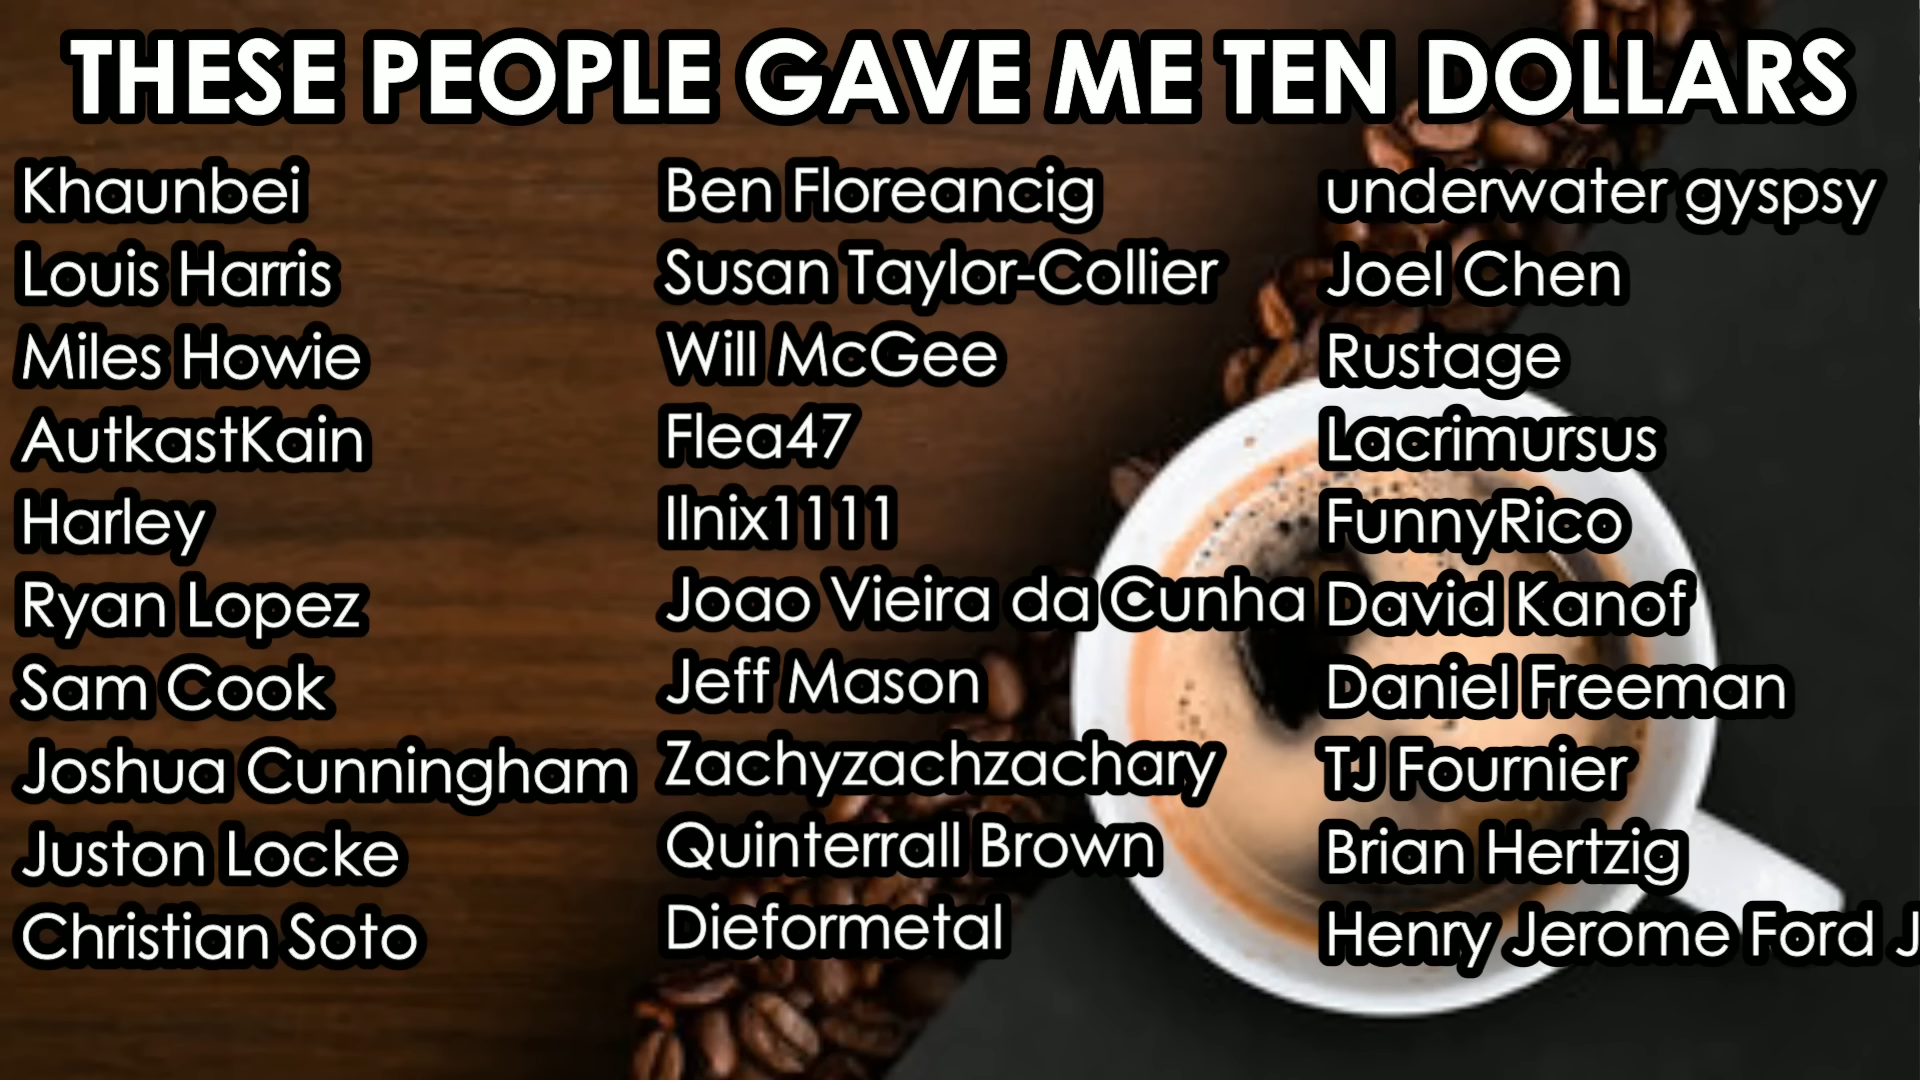 THESE PEOPLE GAVE ME TEN DOLLARS
Khaunbei
Louis Harris
Miles Howie
AutkastKain
Harley
Ryan Lopez
Sam Cook
Joshua Cunningham
Juston Locke
Christian Soto
Ben Floreancig
Susan Taylor-Collier
Will McGee
Flea47
Ilnix1111
Joao Vieira da Cunha
Jeff Mason
Zachyzachzachary
Quinterrall Brown
Dieformetal
underwater gyspsy
Joel Chen
Rustage
Lacrimursus
FunnyRico
David Kanof
Daniel Freeman
TJ Fournier
Brian Hertzig
Henry Jerome Ford J